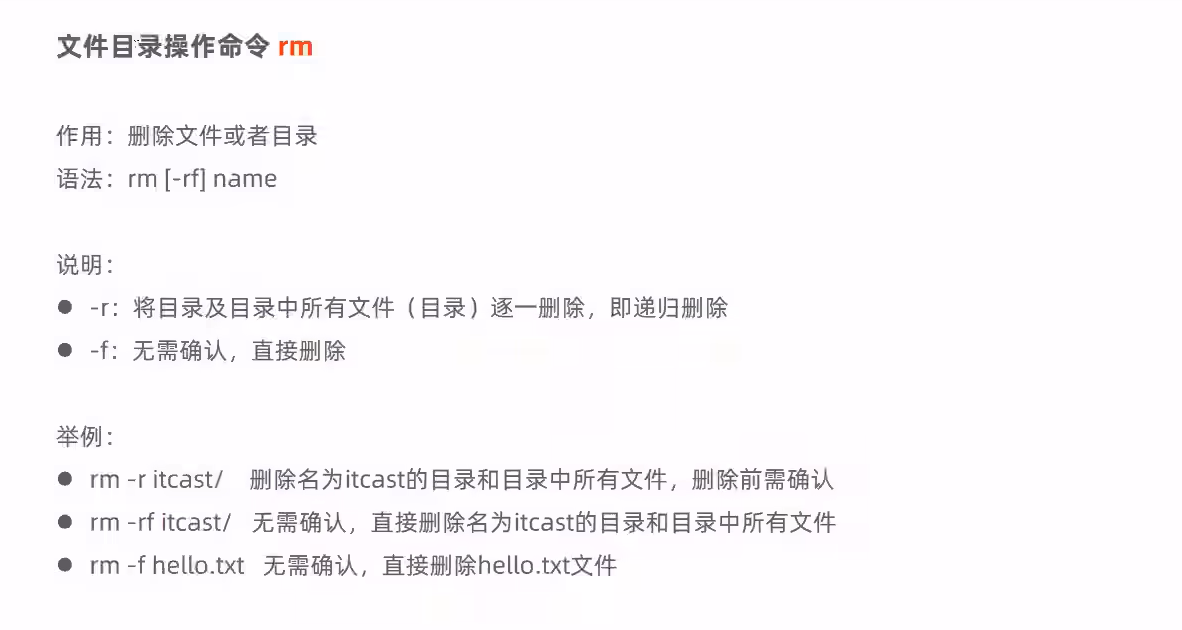 文件目录操作命令 rm
作用：删除文件或者目录
语法：rm [-rf] name
说明：
● -r：将目录及目录中所有文件（目录）逐一删除，即递归删除
● -f：无需确认，直接删除
举例：
● rm -r itcast/ 删除名为itcast的目录和目录中所有文件，删除前需确认
● rm -rf itcast/ 无需确认，直接删除名为itcast的目录和目录中所有文件
● rm -f hello.txt 无需确认，直接删除hello.txt文件